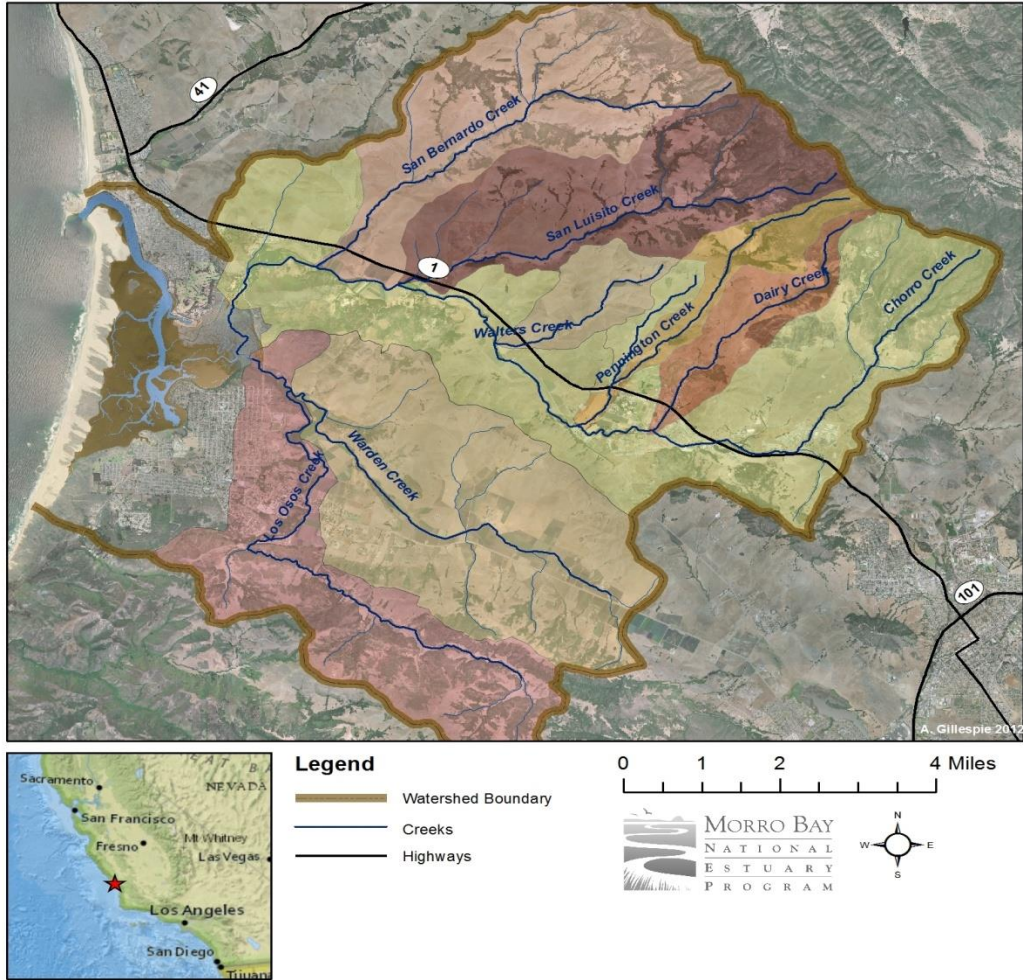 41
San Bernardo Creek
San Luisito Creek
1
Dairy Creek
Chorro Creek
Walters Creek
Pennington Creek
Warden Creek
Los Osos Creek
101
A. Gillespie 2012
Sacramento
NEVADA
San Francisco
Mt Whitney
Fresno
Las Vegas
Los Angeles
San Diego
Tijuana
Legend
Watershed Boundary
Creeks
Highways
0 1 2 4 Miles
MORRO BAY
NATIONAL
ESTUARY
PROGRAM
N
W E
S